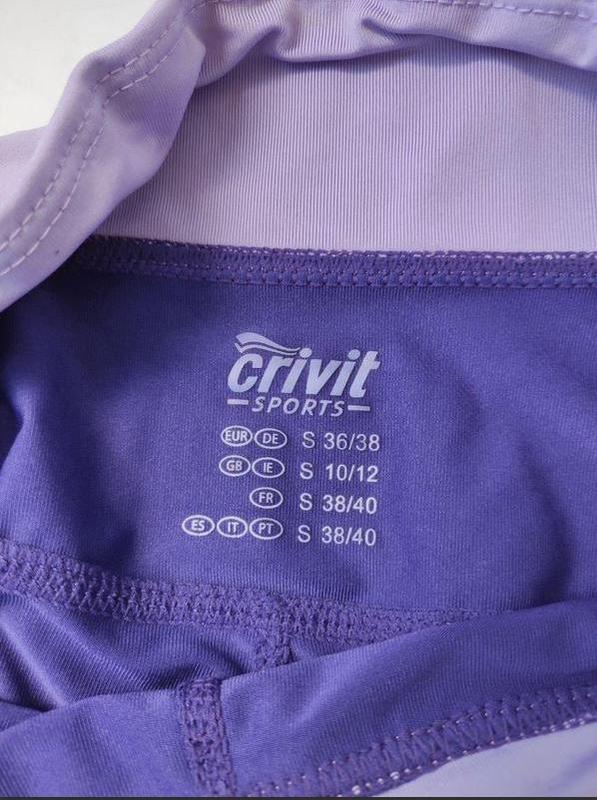 crivit
SPORTS
EUR DE S 36/38
GB IE S 10/12
FR S 38/40
ES IT PT S 38/40